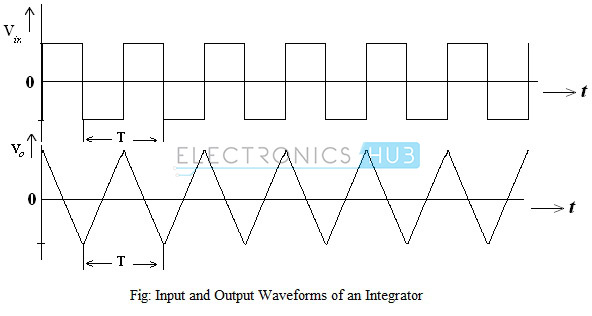 Vin
0
t
T
ELECTRONICS HUB
Vo
0
t
T
Fig: Input and Output Waveforms of an Integrator